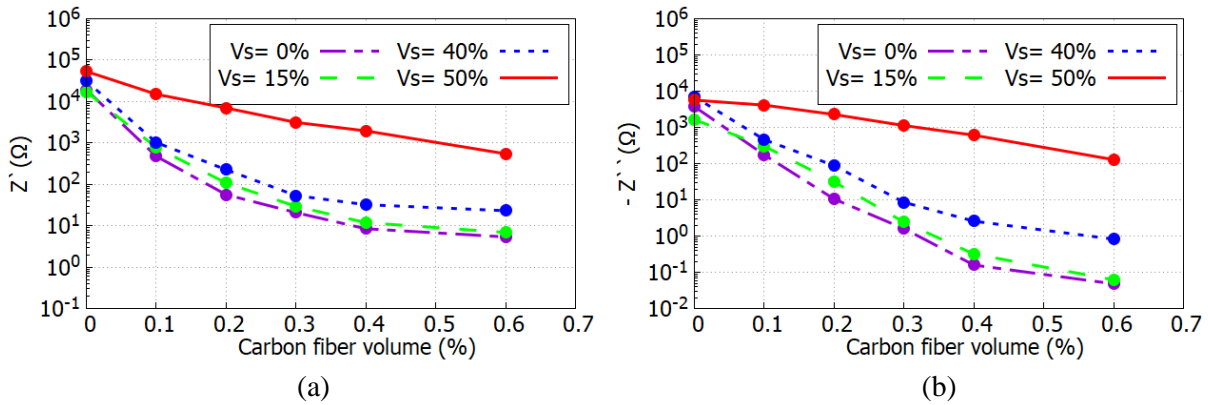 10^6
10^5
10^4
10^3
10^2
10^1
10^0
10^-1
Z` (Ω)
Vs= 0% Vs= 40%
Vs= 15% Vs= 50%
0 0.1 0.2 0.3 0.4 0.5 0.6 0.7
Carbon fiber volume (%)
(a)
10^6
10^5
10^4
10^3
10^2
10^1
10^0
10^-1
10^-2
- Z`` (Ω)
Vs= 0% Vs= 40%
Vs= 15% Vs= 50%
0 0.1 0.2 0.3 0.4 0.5 0.6 0.7
Carbon fiber volume (%)
(b)